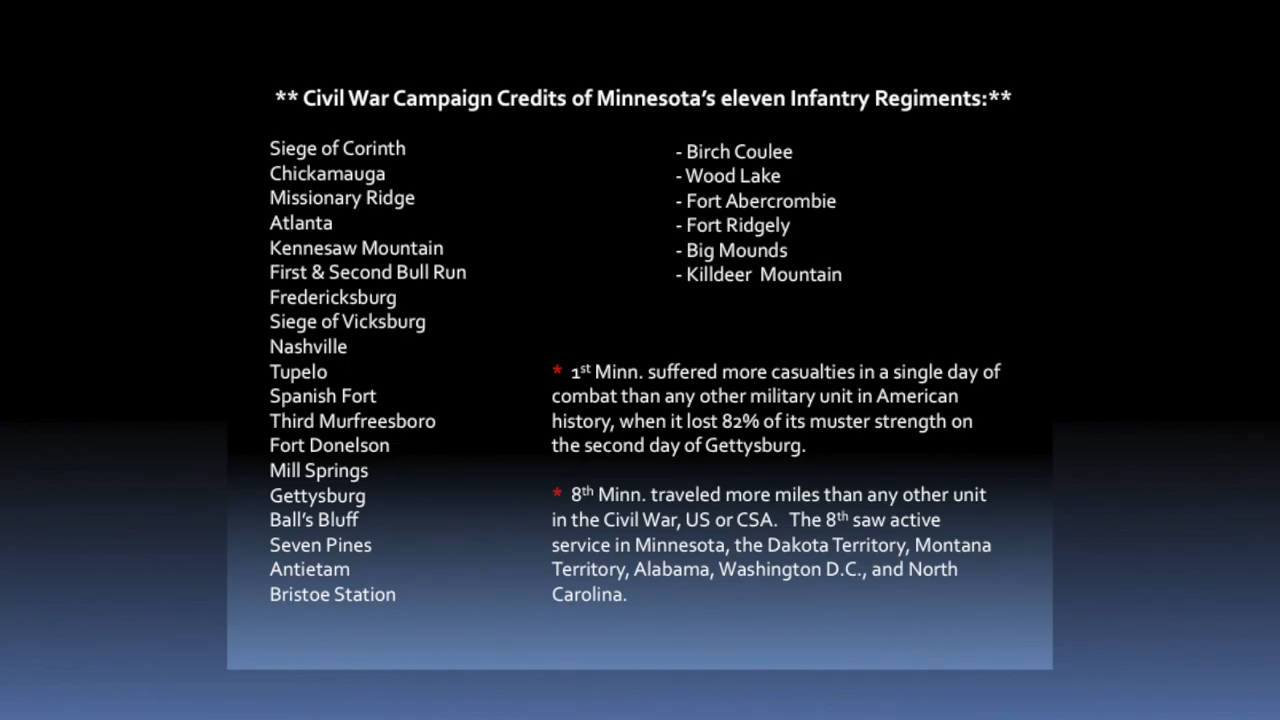 ** Civil War Campaign Credits of Minnesota's eleven Infantry Regiments:**
Siege of Corinth
Chickamauga
Missionary Ridge
Atlanta
Kennesaw Mountain
First & Second Bull Run
Fredericksburg
Siege of Vicksburg
Nashville
Tupelo
Spanish Fort
Third Murfreesboro
Fort Donelson
Mill Springs
Gettysburg
Ball's Bluff
Seven Pines
Antietam
Bristoe Station
- Birch Coulee
- Wood Lake
- Fort Abercrombie
- Fort Ridgely
- Big Mounds
- Killdeer Mountain
* 1st Minn. suffered more casualties in a single day of
combat than any other military unit in American
history, when it lost 82% of its muster strength on
the second day of Gettysburg.
* 8th Minn. traveled more miles than any other unit
in the Civil War, US or CSA. The 8th saw active
service in Minnesota, the Dakota Territory, Montana
Territory, Alabama, Washington D.C., and North
Carolina.